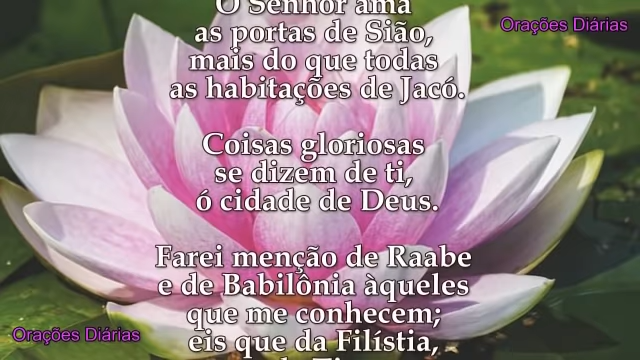 O Senhor ama
as portas de Sião,
mais do que todas
as habitações de Jacó.
Coisas gloriosas
se dizem de ti,
ó cidade de Deus.
Farei menção de Raabe
e de Babilônia àqueles
que me conhecem;
eis que da Filístia,
Orações Diárias
Orações Diárias